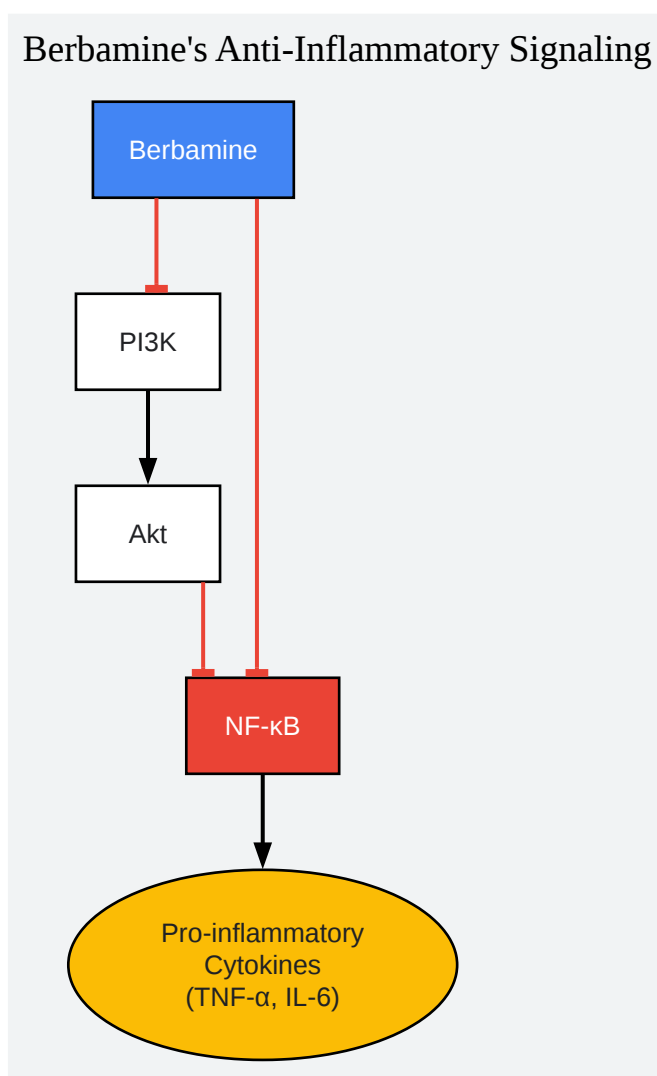 Berbamine's Anti-Inflammatory Signaling
Berbamine
PI3K
Akt
NF-κB
Pro-inflammatory
Cytokines
(TNF-α, IL-6)